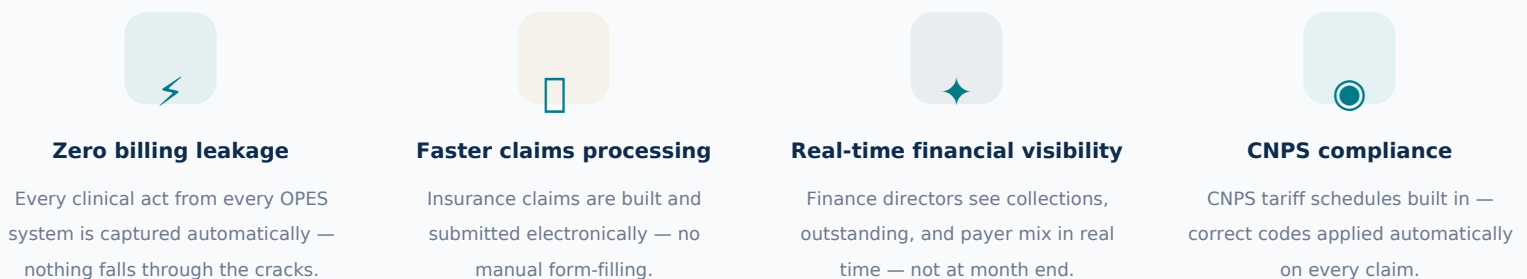 Zero billing leakage
Every clinical act from every OPES
system is captured automatically —
nothing falls through the cracks.
Faster claims processing
Insurance claims are built and
submitted electronically — no
manual form-filling.
Real-time financial visibility
Finance directors see collections,
outstanding, and payer mix in real
time — not at month end.
CNPS compliance
CNPS tariff schedules built in —
correct codes applied automatically
on every claim.